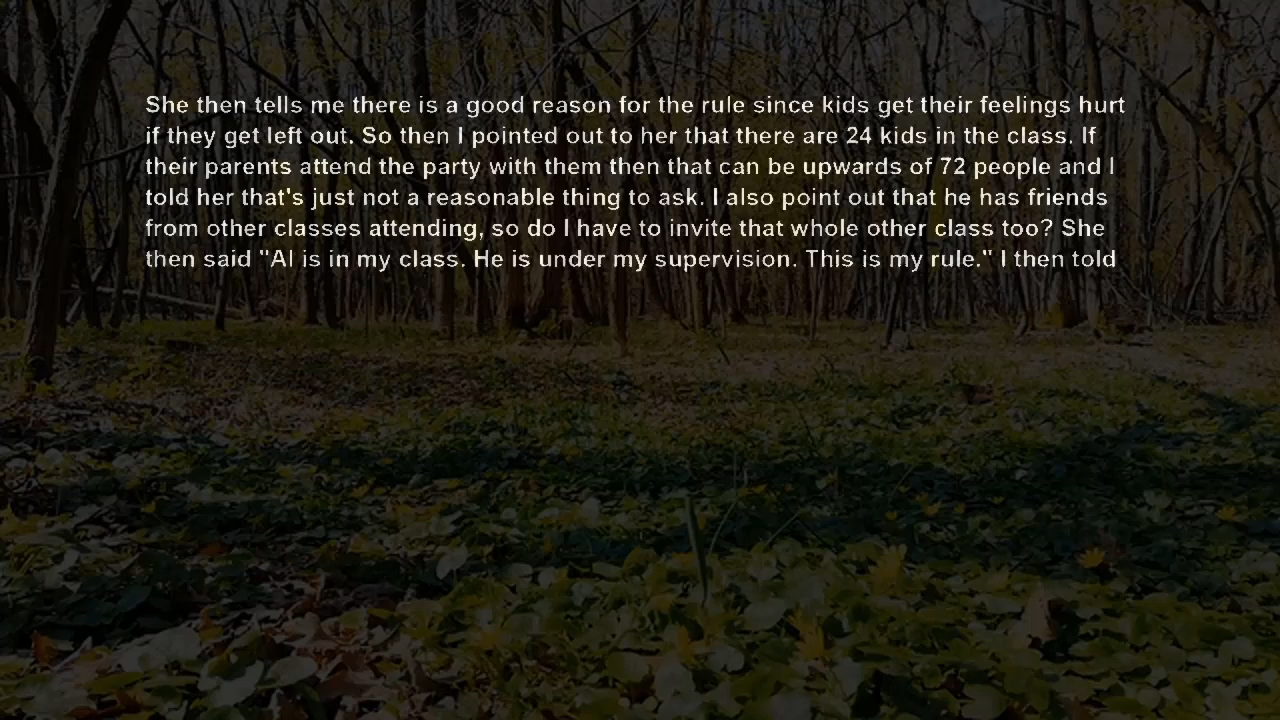 She then tells me there is a good reason for the rule since kids get their feelings hurt
if they get left out. So then I pointed out to her that there are 24 kids in the class. If
their parents attend the party with them then that can be upwards of 72 people and I
told her that's just not a reasonable thing to ask. I also point out that he has friends
from other classes attending, so do I have to invite that whole other class too? She
then said "Al is in my class. He is under my supervision. This is my rule." I then told